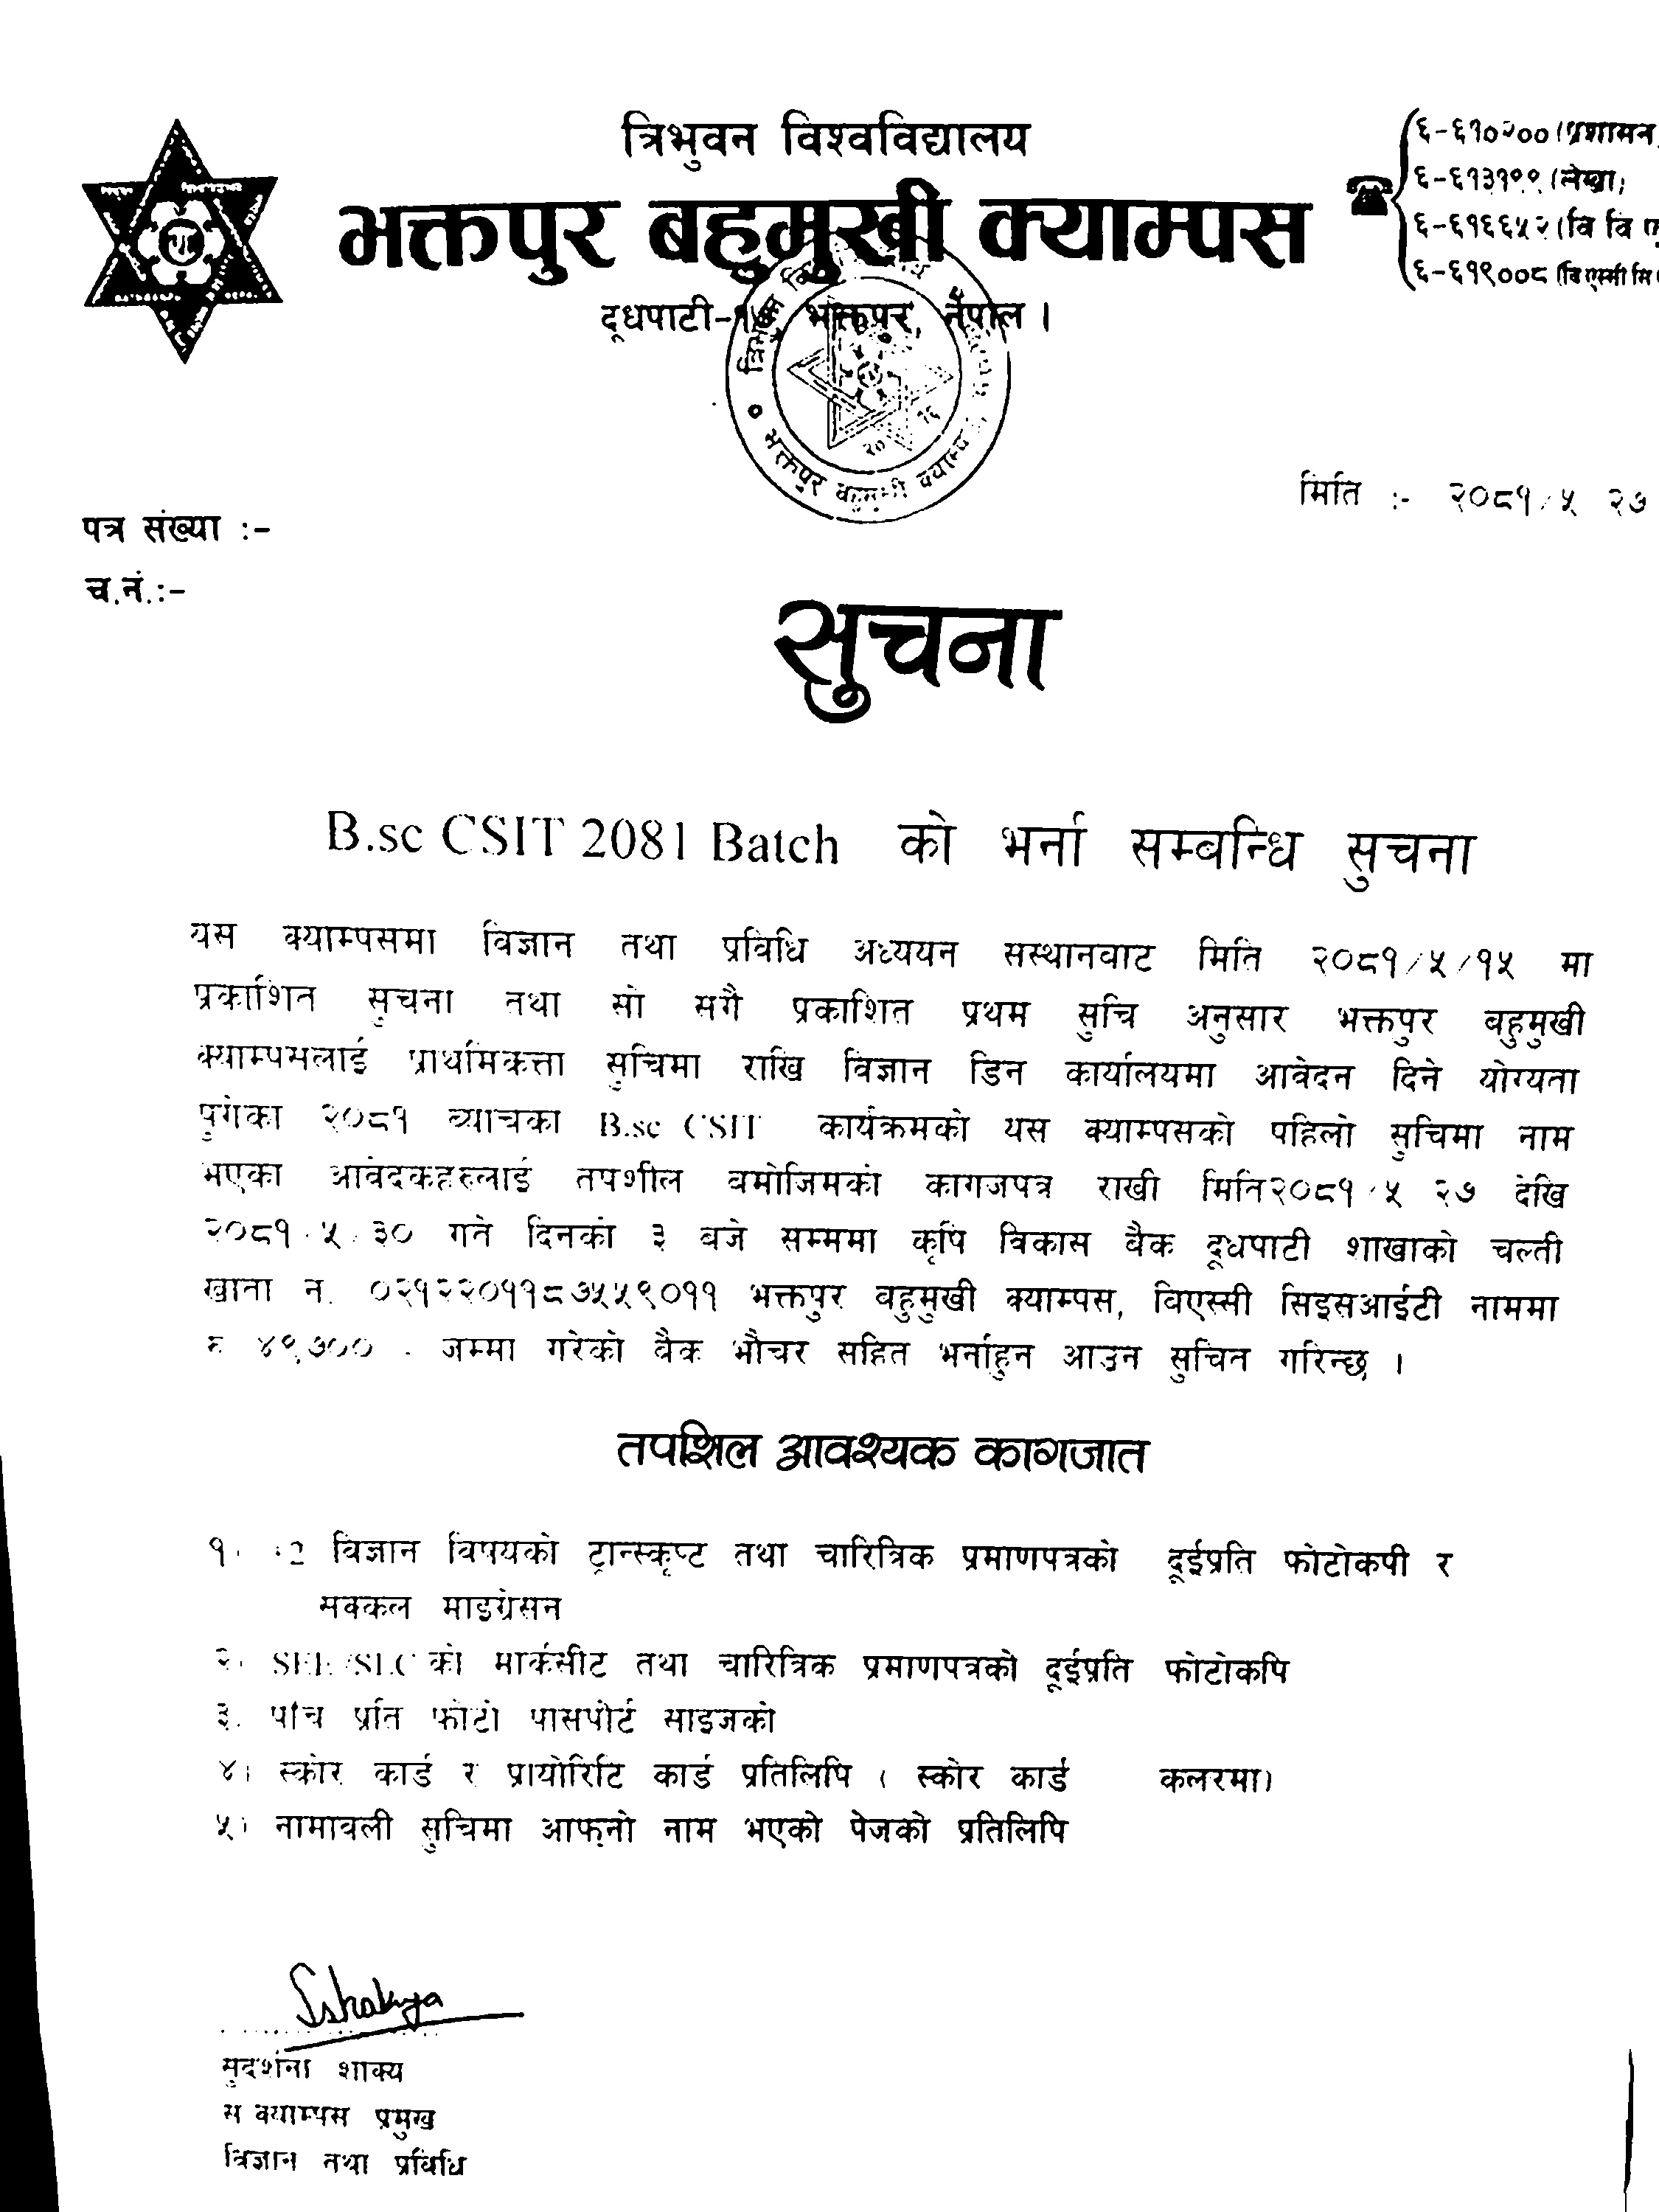 त्रिभुवन विश्वविद्यालय
भक्तपुर बहुमुखी क्याम्पस
दूधपाटी-१७, भक्तपुर, नेपाल ।
६-६१०२०० (प्रशासन
६-६१३१९९ (लेखा)
६-६१६६५२ (बि वि
६-६१९००८ (बिएस्सी सि
मिति :- २०८१/५ २७
पत्र संख्या :-
च.नं.:-
सुचना
B.sc CSIT 2081 Batch को भर्ना सम्बन्धि सुचना
यस क्याम्पसमा विज्ञान तथा प्रविधि अध्ययन सस्थानबाट मिति २०८१/५/१५ मा
प्रकाशित सुचना तथा सो सगै प्रकाशित प्रथम सुचि अनुसार भक्तपुर बहुमुखी
क्याम्पसलाई प्राथमिकत्ता सुचिमा राखि विज्ञान डिन कार्यालयमा आवेदन दिने योग्यता
पुगेका २०८१ ब्याचका B.sc CSIT कार्यक्रमको यस क्याम्पसको पहिलो सुचिमा नाम
भएका आवेदकहरुलाई तपशील बमोजिमको कागजपत्र राखी मिति२०८१/५ २७ देखि
२०८१/५/३० गते दिनको ३ बजे सम्ममा कृषि विकास बैक दूधपाटी शाखाको चल्ती
खाता न. ०२१२२०११८७५५९०११ भक्तपुर बहुमुखी क्याम्पस, विएस्सी सिइसआईटी नाममा
रु ४९,७०० - जम्मा गरेको बैक भौचर सहित भर्नाहुन आउन सुचित गरिन्छ ।
तपशिल आवश्यक कागजात
१। +2 विज्ञान विषयको ट्रान्स्कृप्ट तथा चारित्रिक प्रमाणपत्रको दूईप्रति फोटोकपी र
सक्कल माइग्रेसन
२। SEE/SLC को मार्कसीट तथा चारित्रिक प्रमाणपत्रको दूईप्रति फोटोकपि
३. पांच प्रति फोटो पासपोर्ट साइजको
४। स्कोर कार्ड र प्रायोरिटि कार्ड प्रतिलिपि ( स्कोर कार्ड कलरमा)
५। नामावली सुचिमा आफ्नो नाम भएको पेजको प्रतिलिपि
Sshakya
सुदर्शना शाक्य
स क्याम्पस प्रमुख
विज्ञान तथा प्रविधि